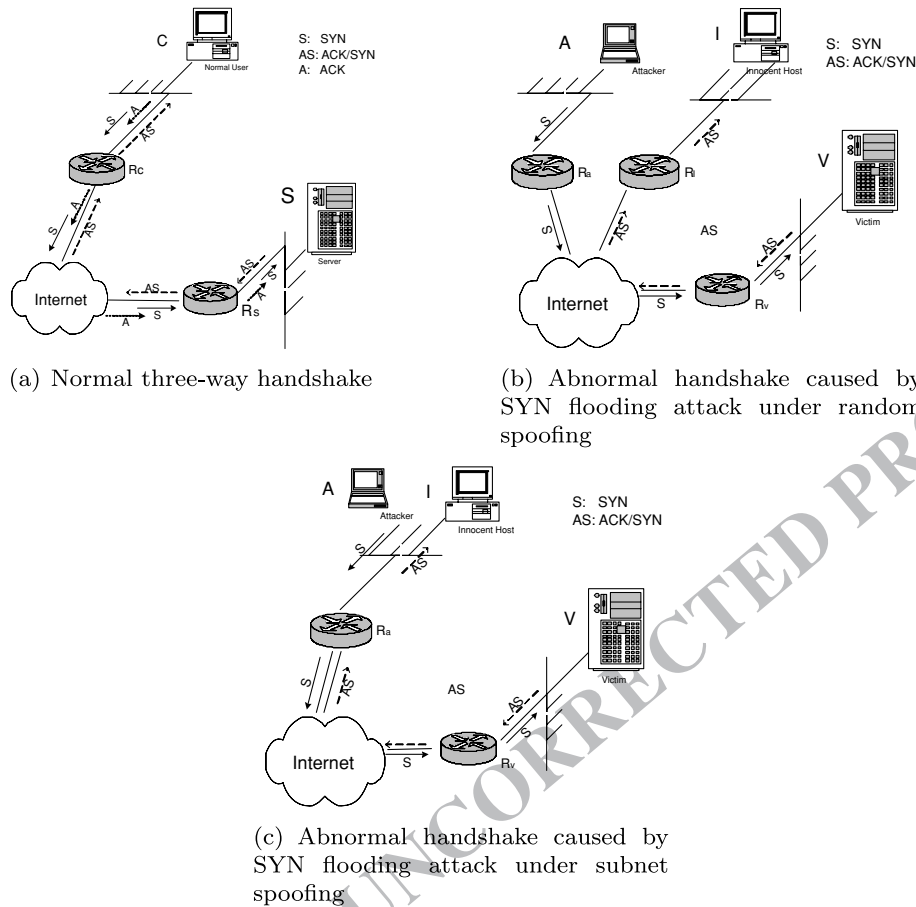 C
Normal User
S: SYN
AS: ACK/SYN
A: ACK
S
A
AS
Rc
S
A
AS
S
Server
Internet
AS
A
S
Rs
AS
A
S
(a) Normal three-way handshake
A
Attacker
I
Innocent Host
S: SYN
AS: ACK/SYN
S
Ra
AS
RI
V
Victim
S
AS
AS
AS
S
Internet
S
Rv
(b) Abnormal handshake caused by
SYN flooding attack under random
spoofing
A
Attacker
I
Innocent Host
S: SYN
AS: ACK/SYN
S
AS
Ra
V
Victim
S
AS
AS
AS
S
Internet
S
Rv
(c) Abnormal handshake caused by
SYN flooding attack under subnet
spoofing
UNCORRECTED PRO